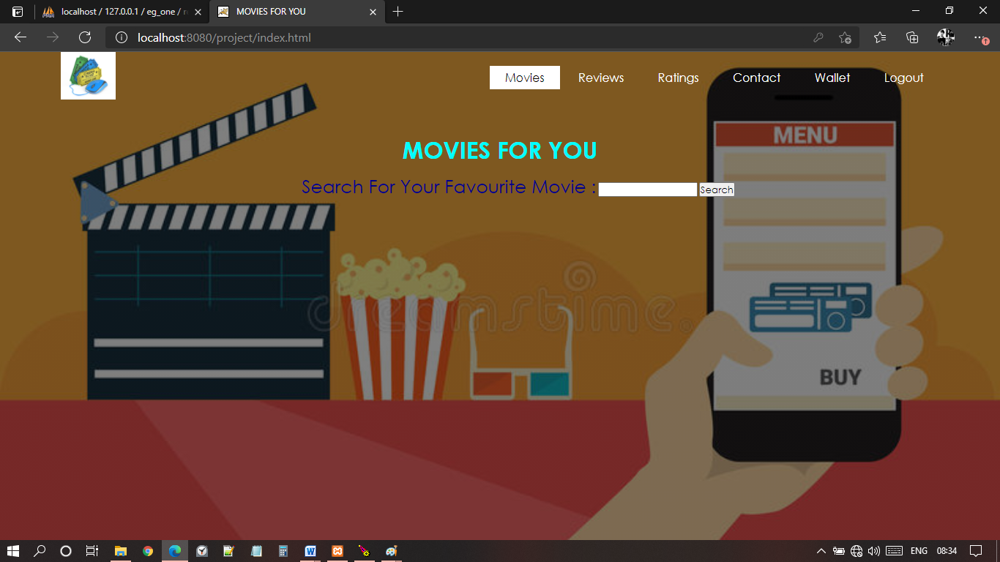 localhost / 127.0.0.1 / eg_one / r
MOVIES FOR YOU
localhost:8080/project/index.html
Movies Reviews Ratings Contact Wallet Logout
MENU
MOVIES FOR YOU
Search For Your Favourite Movie : Search
dreamstime.
BUY
ENG 08:34